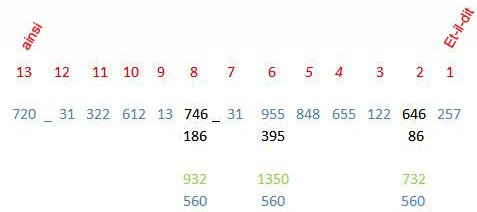 ainsi Et-il-dit
13 12 11 10 9 8 7 6 5 4 3 2 1
720 _ 31 322 612 13 746 _ 31 955 848 655 122 646 257
186 395 86
932 1350 732
560 560 560